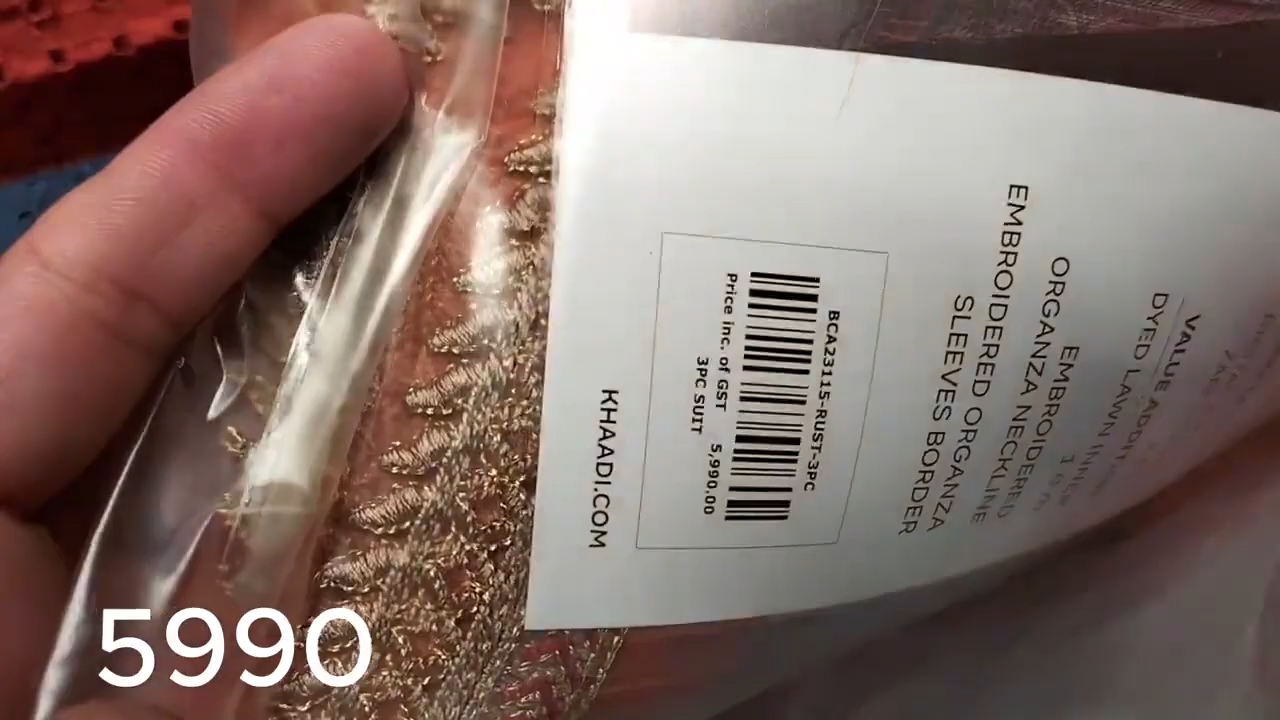 VALUE
DYED LAWN
EMBROIDERED
ORGANZA NECKLINE
EMBROIDERED ORGANZA
SLEEVES BORDER
BCA23115-RUST-3PC
Price inc. of GST 5,990.00
3PC SUIT
KHAADI.COM
5990